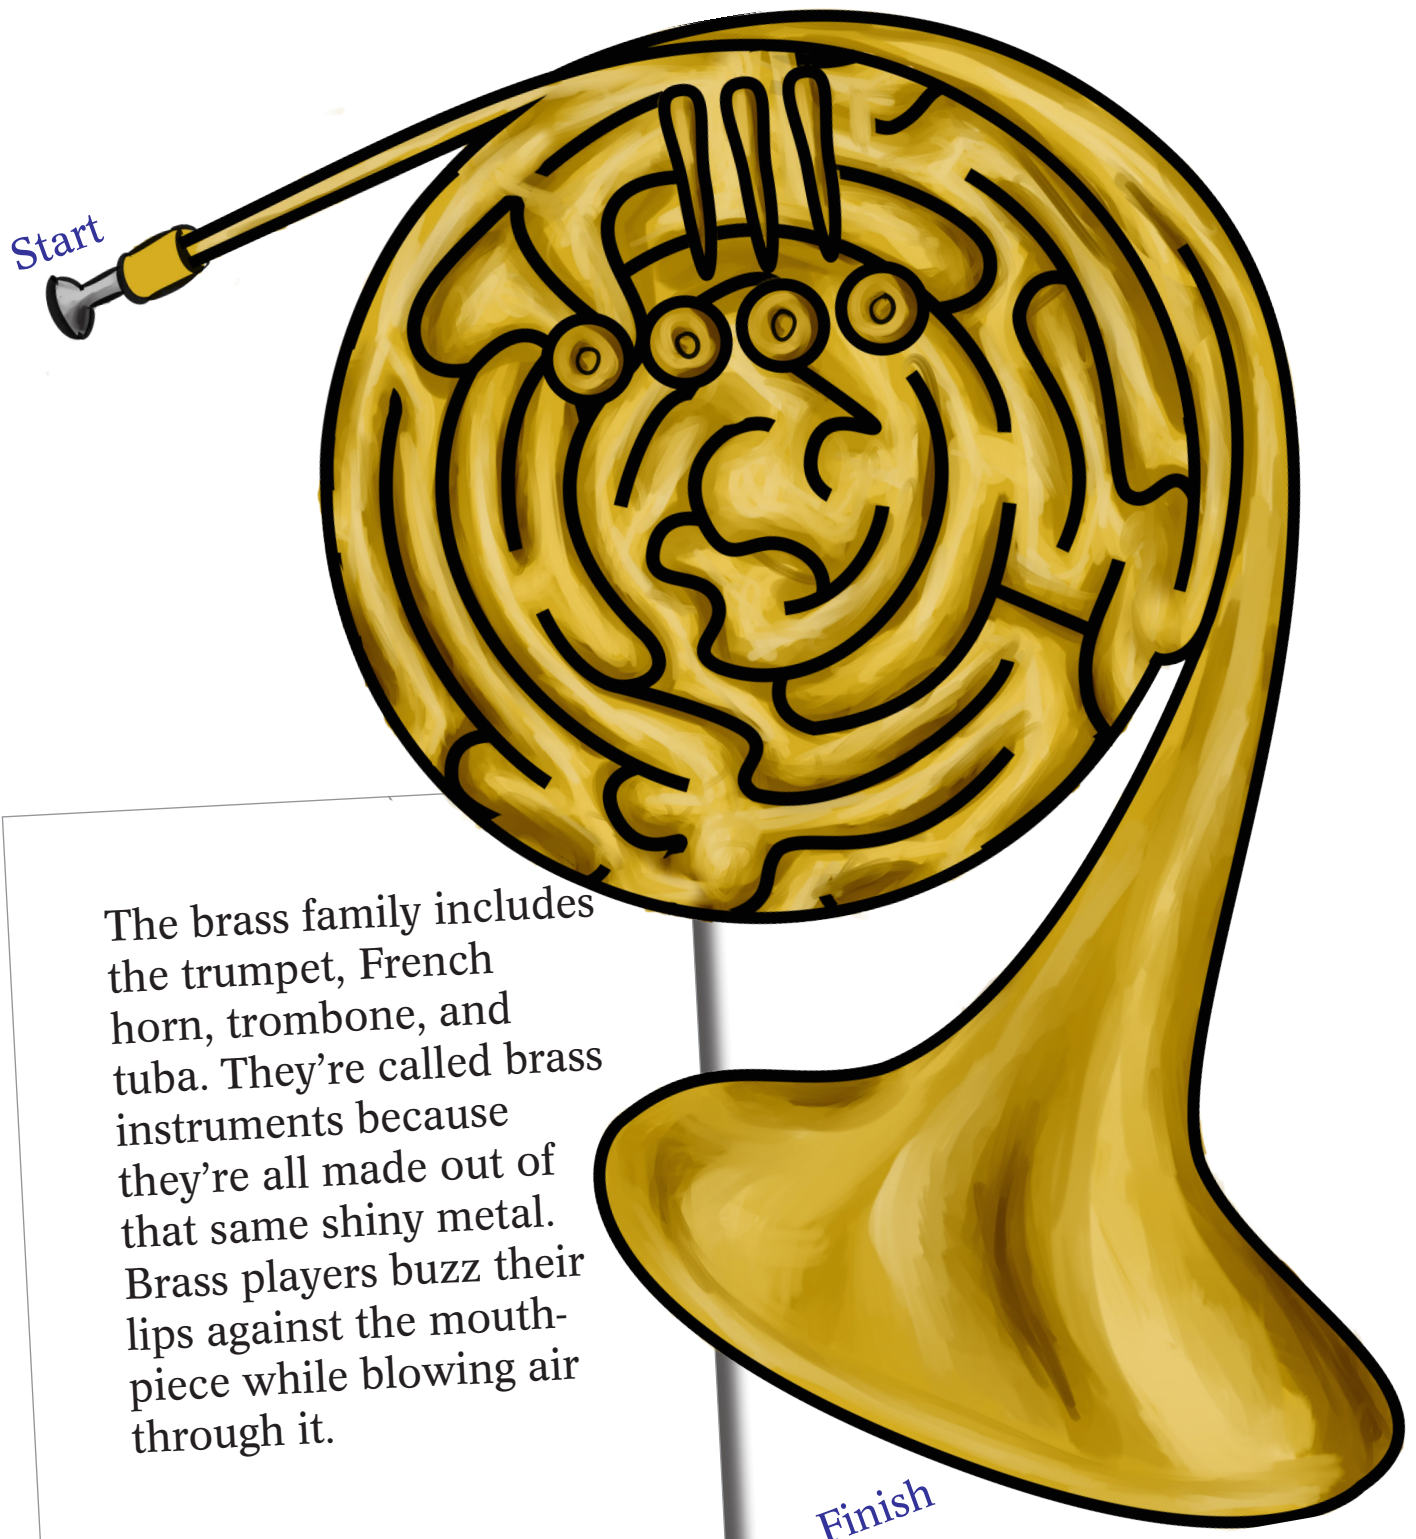 Start
The brass family includes
the trumpet, French
horn, trombone, and
tuba. They’re called brass
instruments because
they’re all made out of
that same shiny metal.
Brass players buzz their
lips against the mouth-
piece while blowing air
through it.
Finish